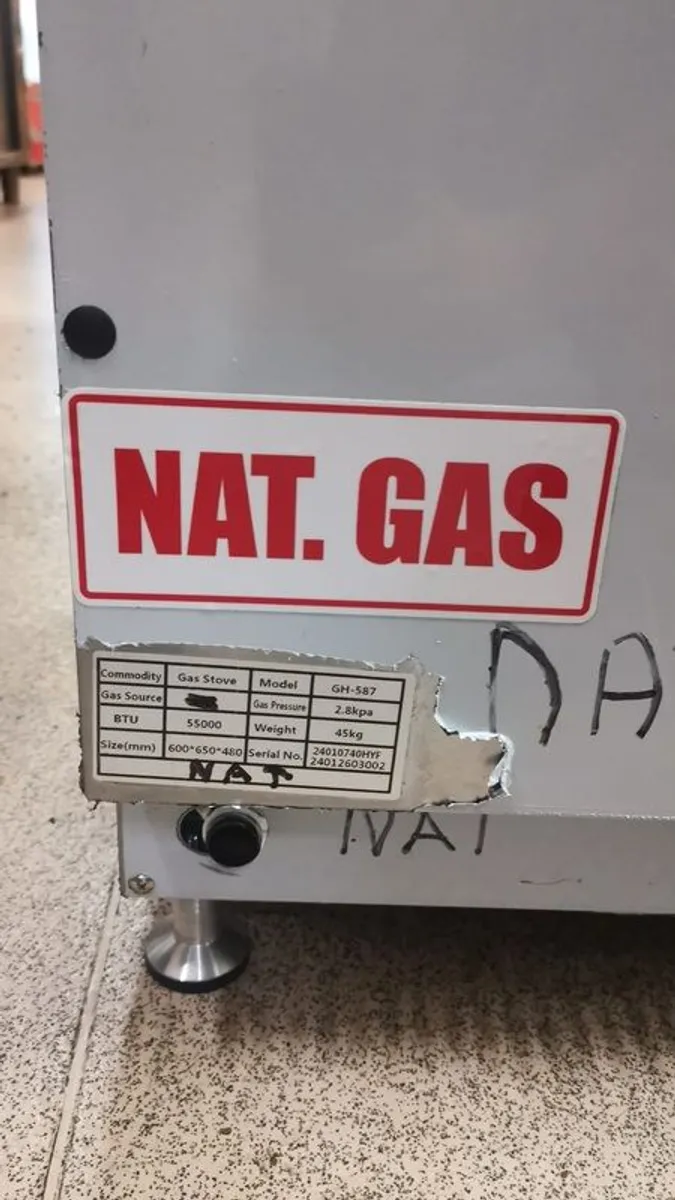 NAT. GAS
Commodity Gas Stove Model GH-587
Gas Source Gas Pressure 2.8kpa
BTU 55000 Weight 45kg
Size(mm) 600*650*480 Serial No. 24010740HYF
24012603002
NAT
DA
NAT